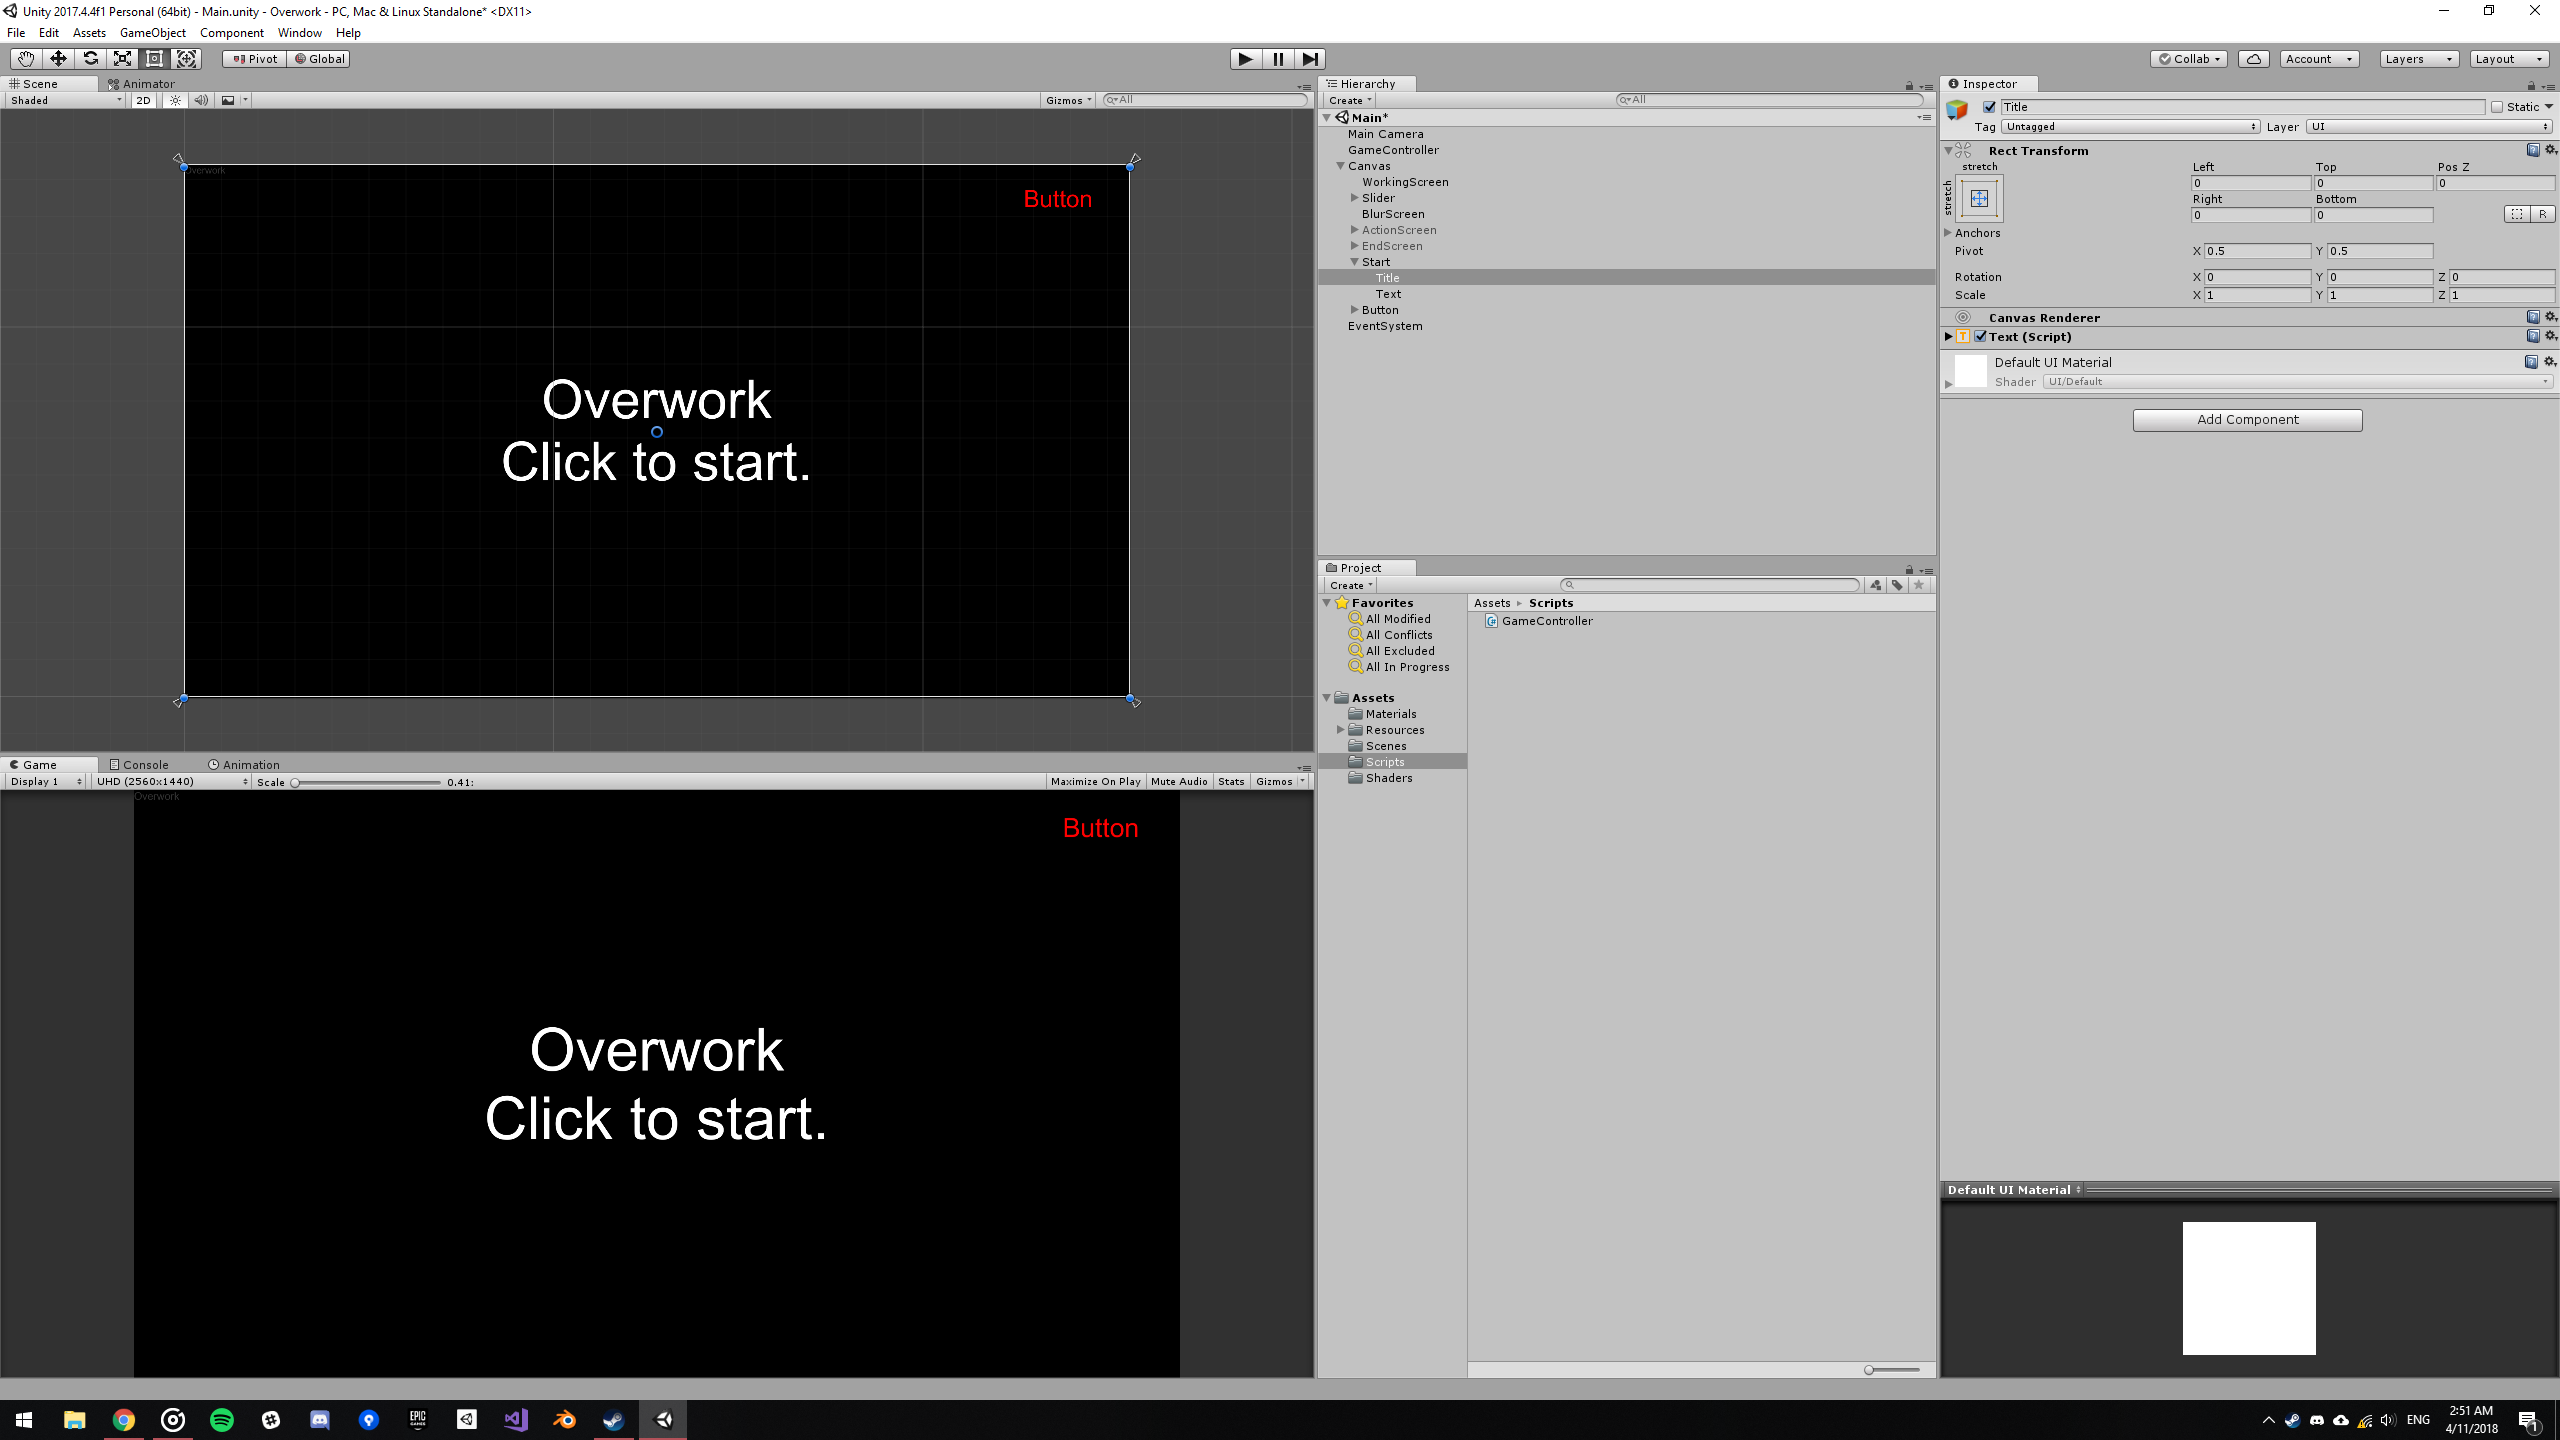 Unity 2017.4.4f1 Personal (64bit) - Main.unity - Overwork - PC, Mac & Linux Standalone* <DX11>
File Edit Assets GameObject Component Window Help
Pivot Global
Collab Account Layers Layout
Scene Animator
Shaded 2D Gizmos All
Overwork
Button
Overwork
Click to start.
Game Console Animation
Display 1 UHD (2560x1440) Scale 0.41: Maximize On Play Mute Audio Stats Gizmos
Overwork
Button
Overwork
Click to start.
Hierarchy
Create All
Main*
Main Camera
GameController
Canvas
WorkingScreen
Slider
BlurScreen
ActionScreen
EndScreen
Start
Title
Text
Button
EventSystem
Project
Create
Favorites
All Modified
All Conflicts
All Excluded
All In Progress
Assets
Materials
Resources
Scenes
Scripts
Shaders
Assets Scripts
GameController
Inspector
Title Static
Tag Untagged Layer UI
Rect Transform
stretch
stretch
Left Top Pos Z
0 0 0
Right Bottom
0 0
R
Anchors
Pivot X 0.5 Y 0.5
Rotation X 0 Y 0 Z 0
Scale X 1 Y 1 Z 1
Canvas Renderer
Text (Script)
Default UI Material
Shader UI/Default
Add Component
Default UI Material
EPIC GAMES
ENG
2:51 AM
4/11/2018
1